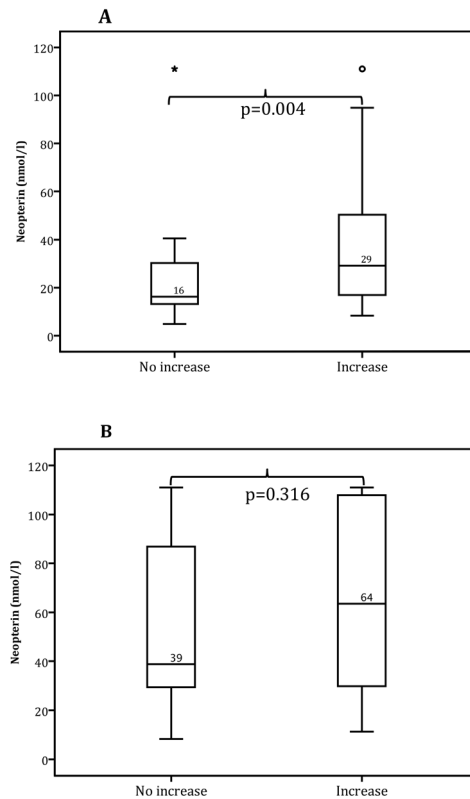 A
120
*
100
p=0.004
80
60
40
29
20
16
0
Neopterin (nmol/l)
No increase Increase
B
120
p=0.316
100
80
64
60
40
39
20
0
Neopterin (nmol/l)
No increase Increase